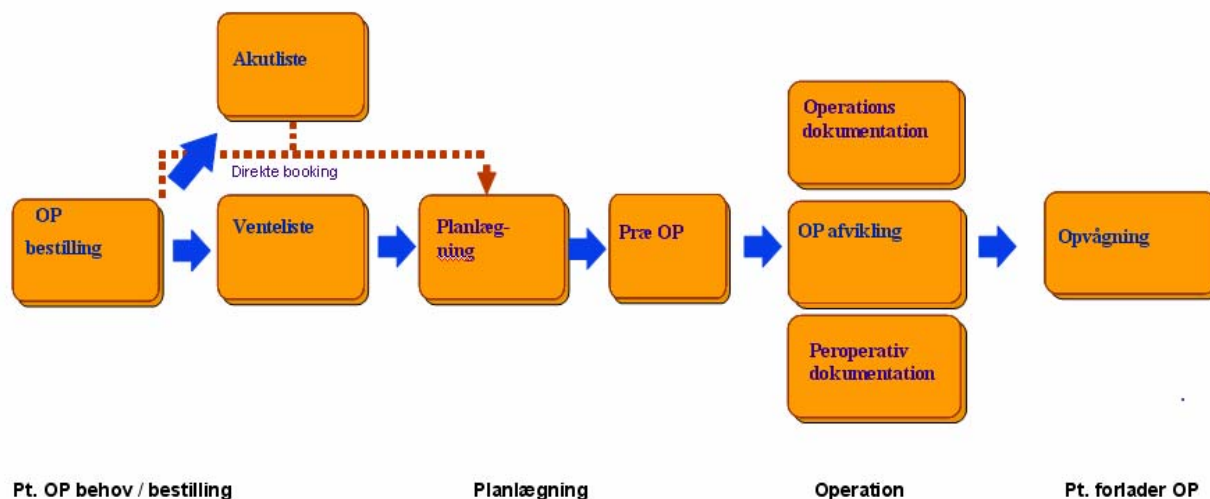 Akutliste
Operations
dokumentation
Direkte booking
OP
bestilling
Venteliste
Planlæg-
ning
Præ OP
OP afvikling
Opvågning
Peroperativ
dokumentation
Pt. OP behov / bestilling
Planlægning
Operation
Pt. forlader OP